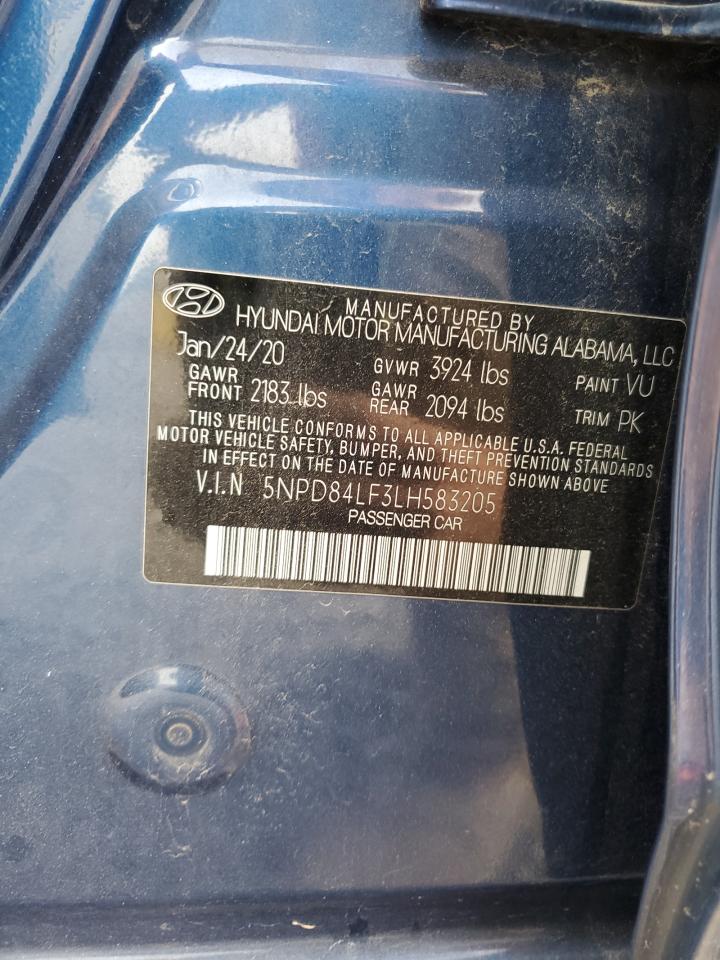 MANUFACTURED BY
HYUNDAI MOTOR MANUFACTURING ALABAMA, LLC
Jan/24/20 GVWR 3924 lbs PAINT VU
GAWR FRONT 2183 lbs GAWR REAR 2094 lbs TRIM PK
THIS VEHICLE CONFORMS TO ALL APPLICABLE U.S.A. FEDERAL
MOTOR VEHICLE SAFETY, BUMPER, AND THEFT PREVENTION STANDARDS
IN EFFECT ON THE DATE OF MANUFACTURE SHOWN ABOVE
V.I.N 5NPD84LF3LH583205
PASSENGER CAR